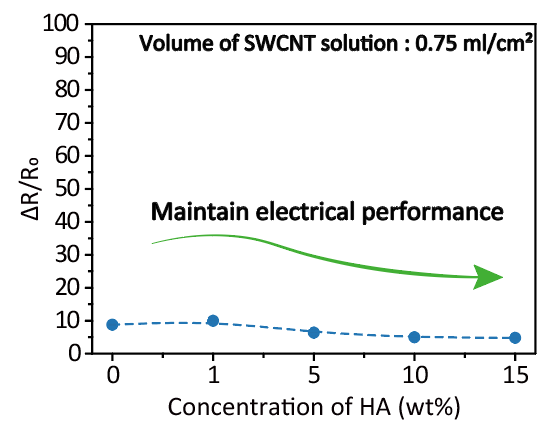 100
Volume of SWCNT solution : 0.75 ml/cm²
90
80
70
60
50
40
Maintain electrical performance
30
20
10
0
ΔR/R₀
0 1 5 10 15
Concentration of HA (wt%)